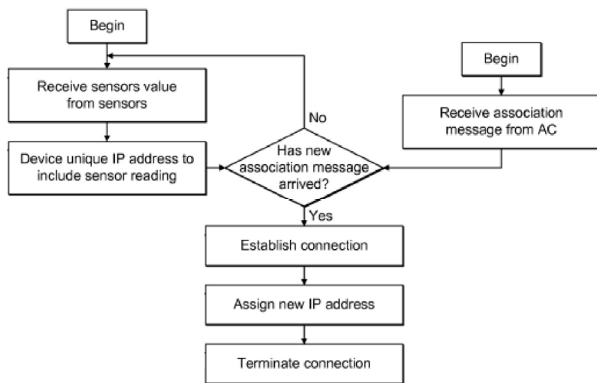 Begin
Receive sensors value
from sensors
Device unique IP address to
include sensor reading
Begin
Receive association
message from AC
No
Has new
association message
arrived?
Yes
Establish connection
Assign new IP address
Terminate connection